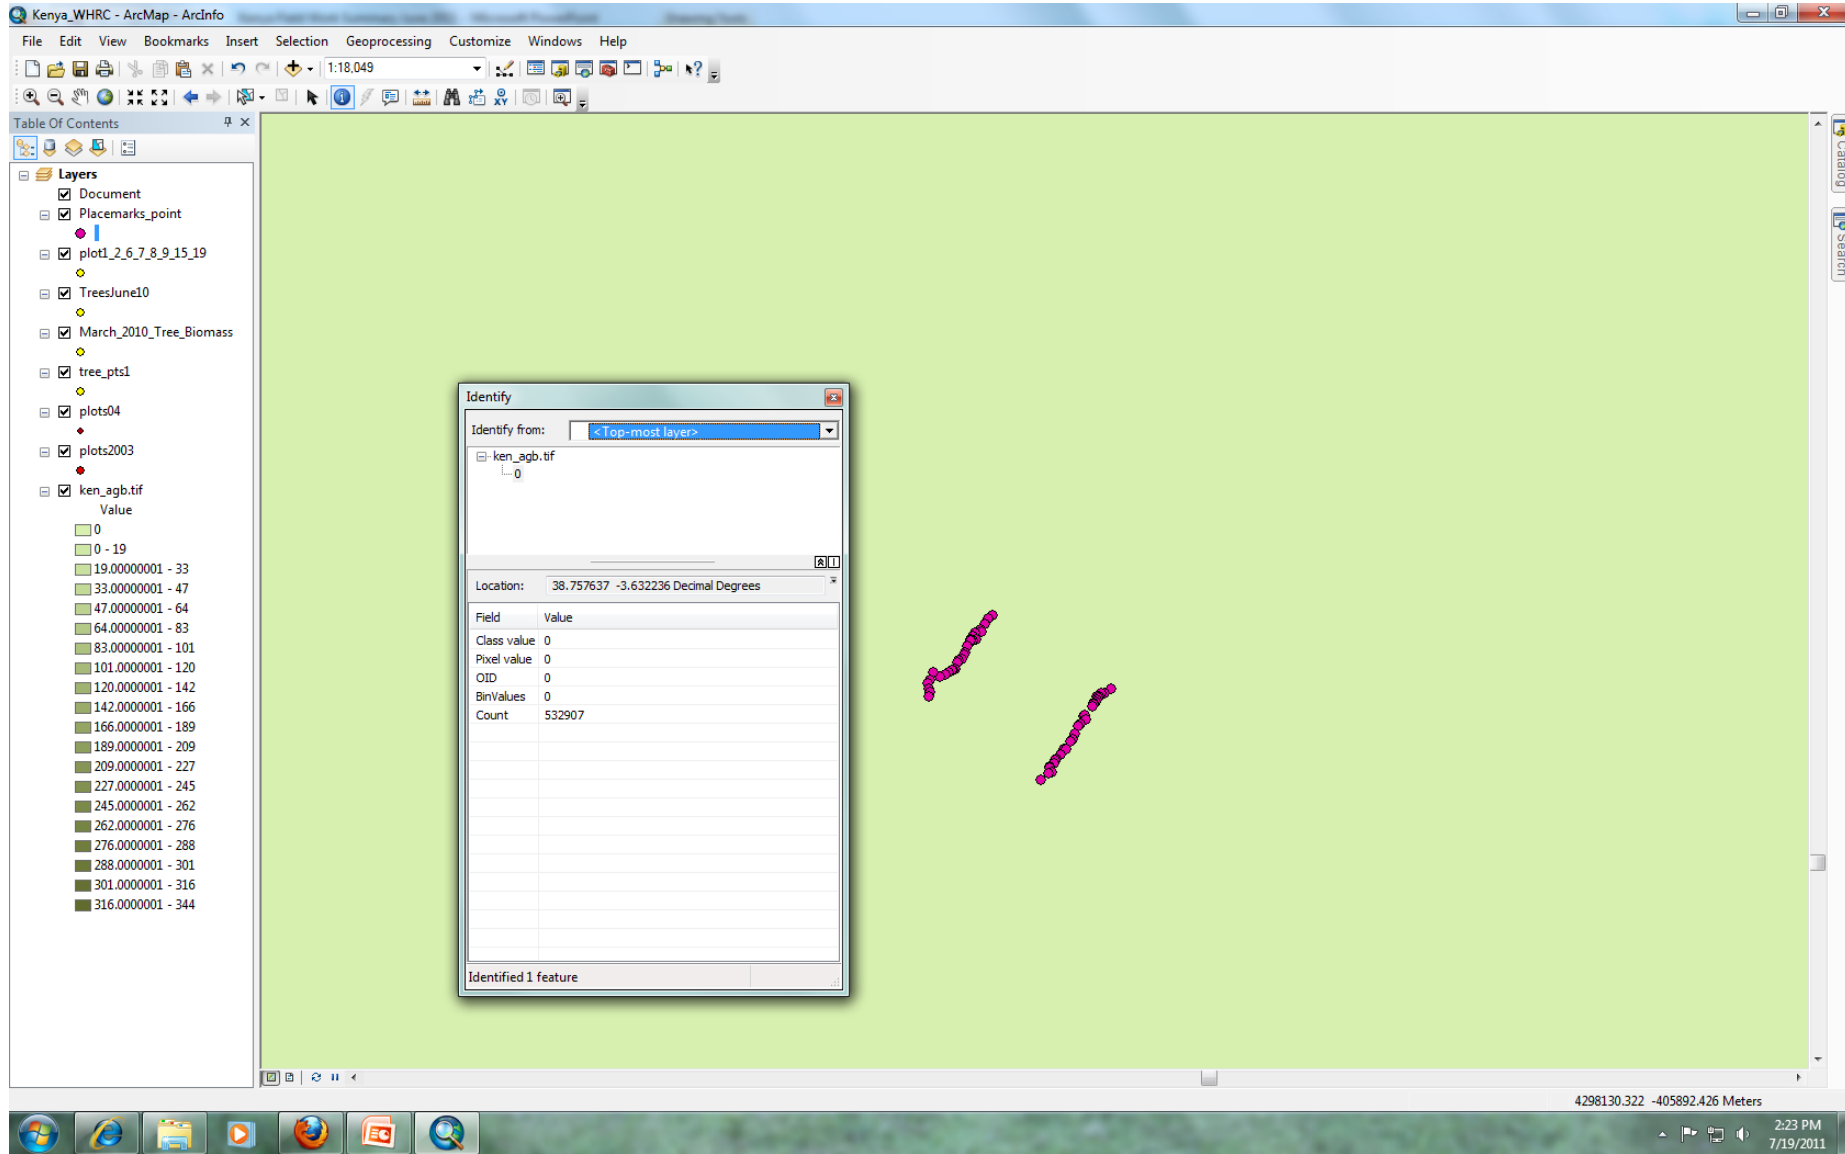 Kenya_WHRC - ArcMap - ArcInfo
File Edit View Bookmarks Insert Selection Geoprocessing Customize Windows Help
1:18,049
Table Of Contents
Layers
Document
Placemarks_point
plot1_2_6_7_8_9_15_19
TreesJune10
March_2010_Tree_Biomass
tree_pts1
plots04
plots2003
ken_agb.tif
Value
0
0 - 19
19.00000001 - 33
33.00000001 - 47
47.00000001 - 64
64.00000001 - 83
83.00000001 - 101
101.0000001 - 120
120.0000001 - 142
142.0000001 - 166
166.0000001 - 189
189.0000001 - 209
209.0000001 - 227
227.0000001 - 245
245.0000001 - 262
262.0000001 - 276
276.0000001 - 288
288.0000001 - 301
301.0000001 - 316
316.0000001 - 344
Identify
Identify from: <Top-most layer>
ken_agb.tif
0
Location: 38.757637 -3.632236 Decimal Degrees
Field Value
Class value 0
Pixel value 0
OID 0
BinValues 0
Count 532907
Identified 1 feature
Catalog
Search
4298130.322 -405892.426 Meters
2:23 PM
7/19/2011